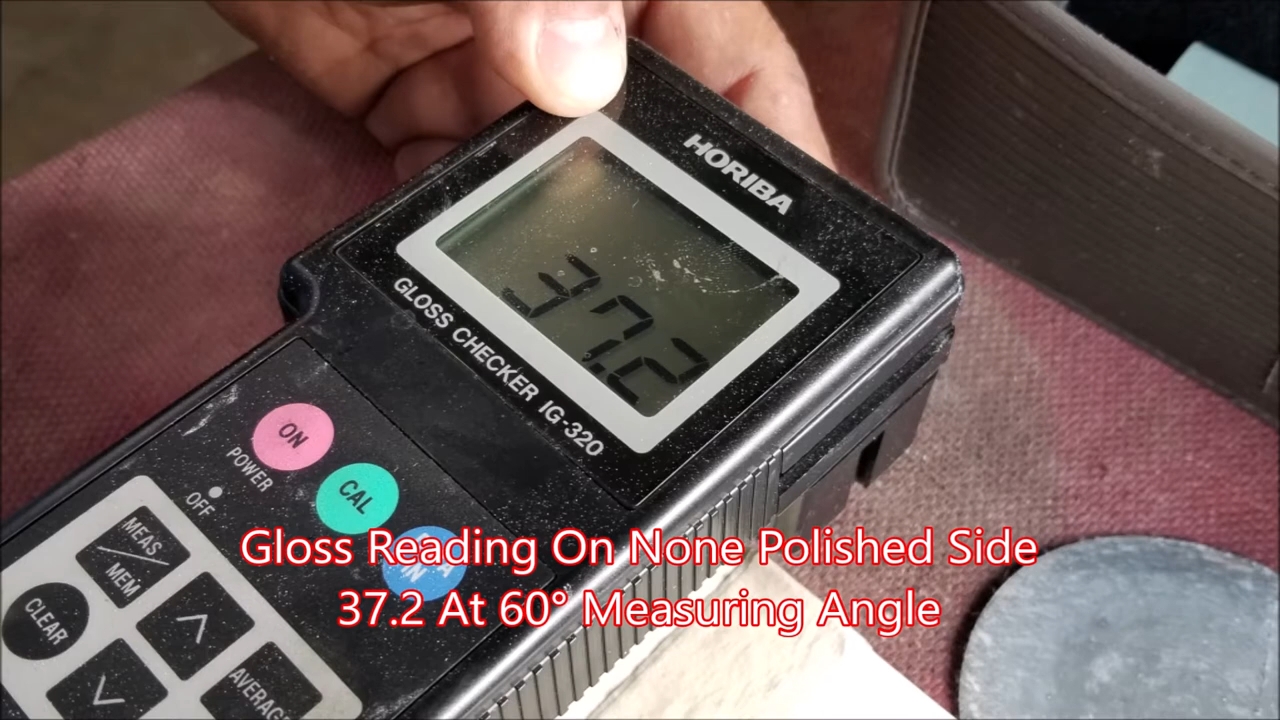 HORIBA
37.2
GLOSS CHECKER IG-320
ON
POWER
OFF
CAL
MEAS
MEM
CLEAR
AVERAGE
Gloss Reading On None Polished Side
37.2 At 60° Measuring Angle